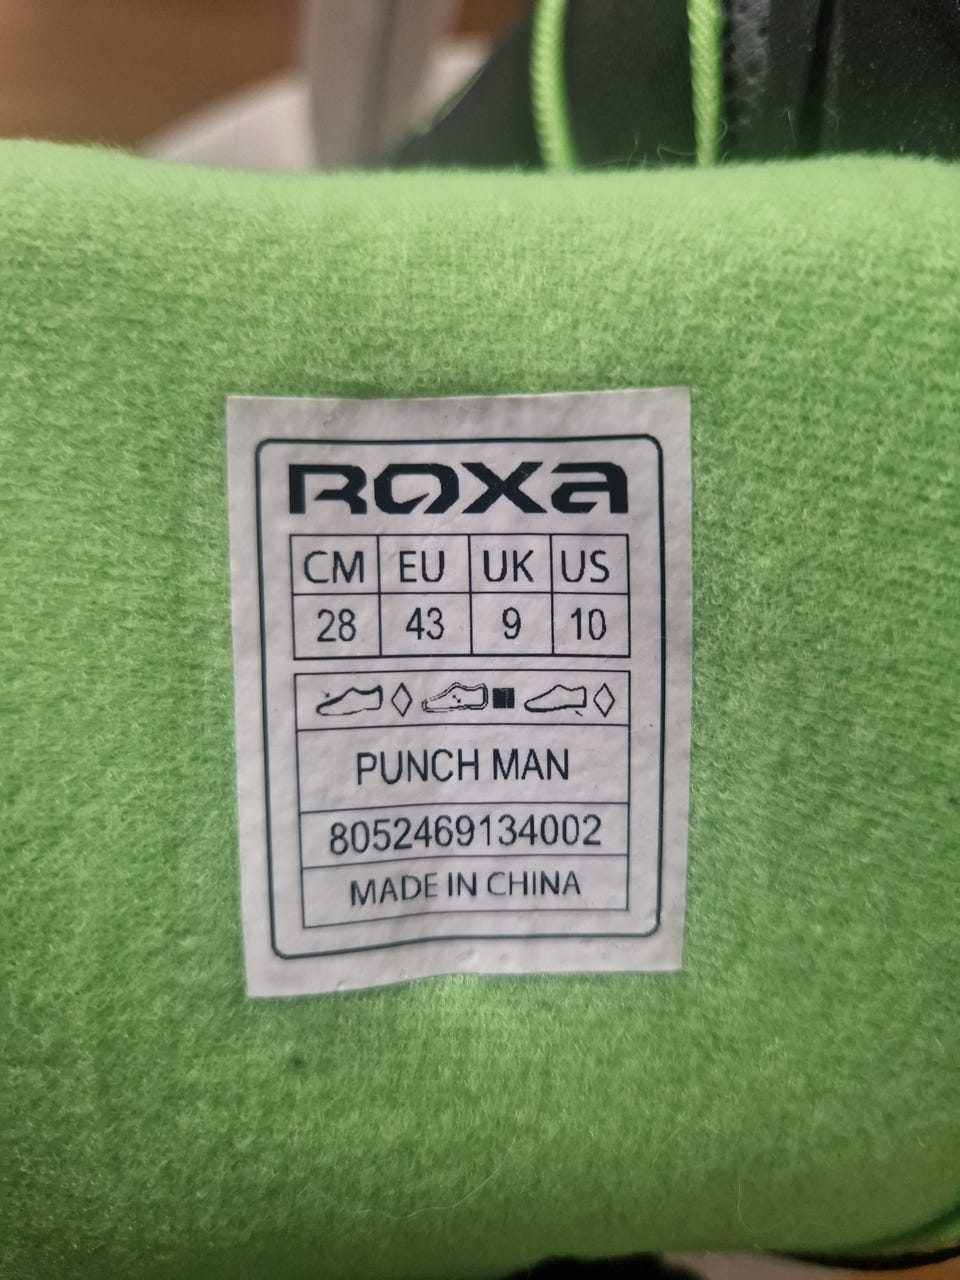 ROXA
CM EU UK US
28 43 9 10
PUNCH MAN
8052469134002
MADE IN CHINA